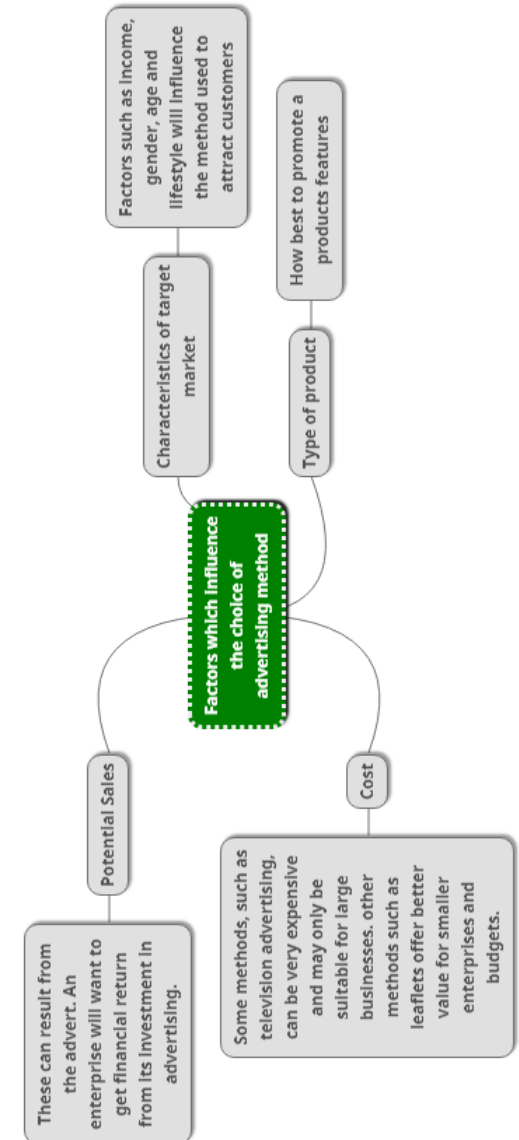 Factors which influence
the choice of
advertising method
Potential Sales
These can result from
the advert. An
enterprise will want to
get financial return
from its investment in
advertising.
Cost
Some methods, such as
television advertising,
can be very expensive
and may only be
suitable for large
businesses. other
methods such as
leaflets offer better
value for smaller
enterprises and
budgets.
Characteristics of target
market
Factors such as income,
gender, age and
lifestyle will influence
the method used to
attract customers
Type of product
How best to promote a
products features